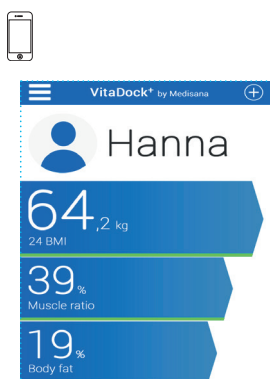 VitaDock+ by Medisana
Hanna
64,2 kg
24 BMI
39%
Muscle ratio
19%
Body fat